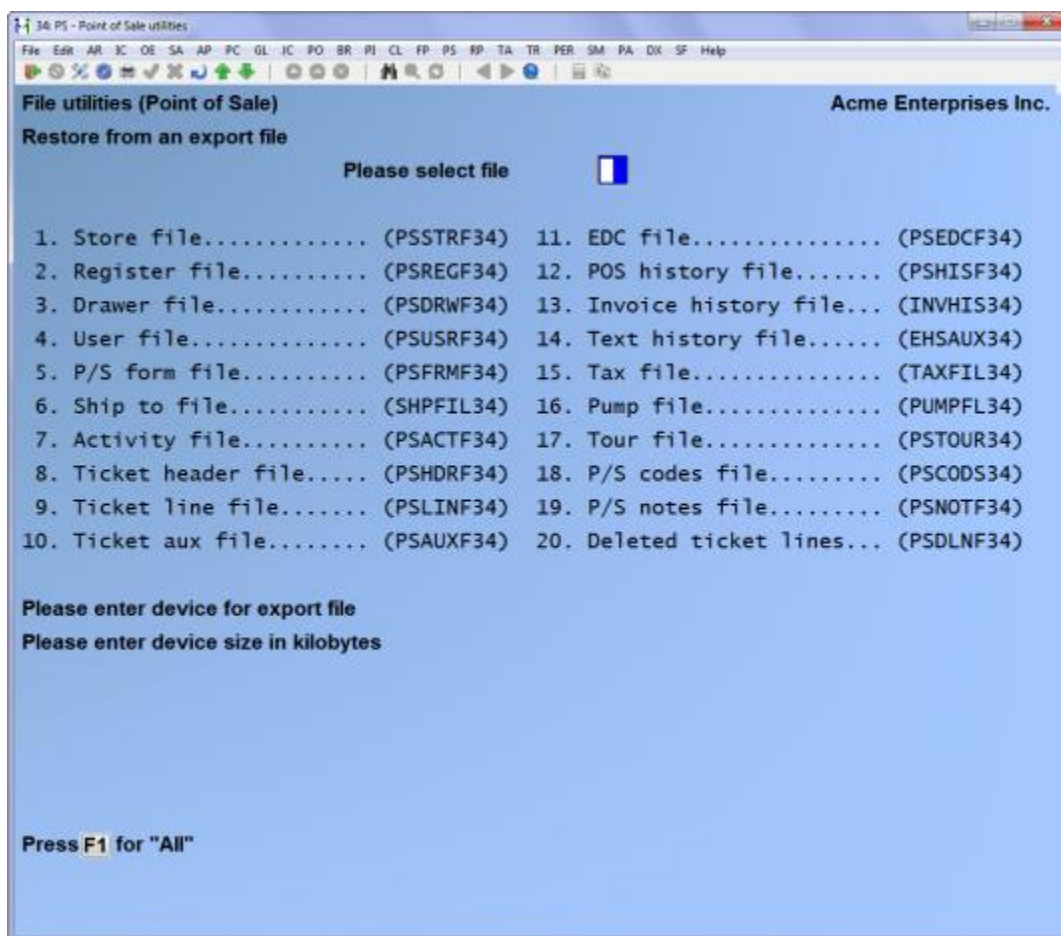 34: PS - Point of Sale utilities
File Edit AR IC OE SA AP PC GL JC PO BR PJ CL FP PS RP TA TR PER SM PA DX SF Help
File utilities (Point of Sale) Acme Enterprises Inc.
Restore from an export file
Please select file
1. Store file............. (PSSTRF34) 11. EDC file............... (PSEDCF34)
2. Register file.......... (PSREGF34) 12. POS history file....... (PSHISF34)
3. Drawer file............ (PSDRWF34) 13. Invoice history file... (INVHIS34)
4. User file.............. (PSUSRF34) 14. Text history file...... (EHSAUX34)
5. P/S form file.......... (PSFRMF34) 15. Tax file............... (TAXFIL34)
6. Ship to file........... (SHPFIL34) 16. Pump file.............. (PUMPFL34)
7. Activity file.......... (PSACTF34) 17. Tour file.............. (PSTOUR34)
8. Ticket header file..... (PSHDRF34) 18. P/S codes file......... (PSCODS34)
9. Ticket line file....... (PSLINF34) 19. P/S notes file......... (PSNOTF34)
10. Ticket aux file........ (PSAUXF34) 20. Deleted ticket lines... (PSDLNF34)
Please enter device for export file
Please enter device size in kilobytes
Press F1 for "All"